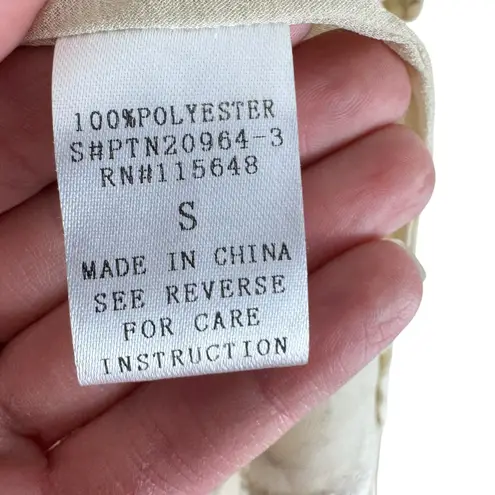 100%POLYESTER
S#PTN20964-3
RN#115648
S
MADE IN CHINA
SEE REVERSE
FOR CARE
INSTRUCTION